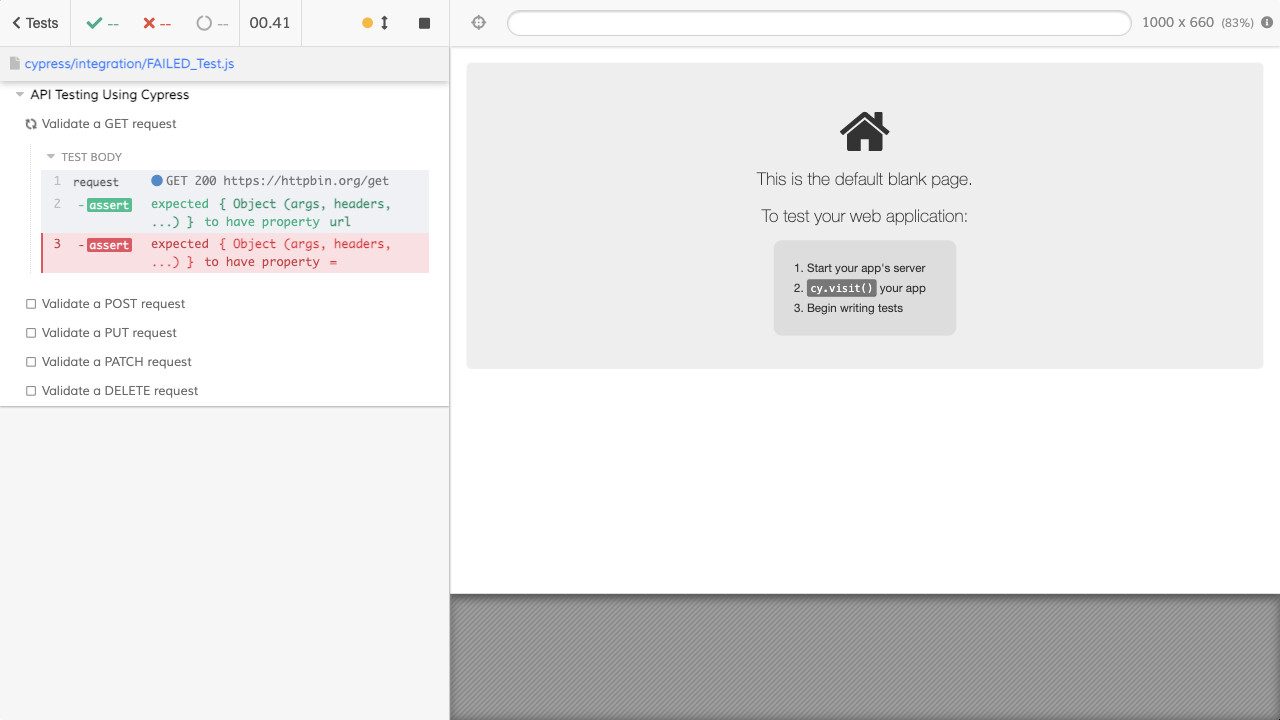 Tests -- -- -- 00.41 1000 x 660 (83%)
cypress/integration/FAILED_Test.js
API Testing Using Cypress
Validate a GET request
TEST BODY
1 request GET 200 https://httpbin.org/get
2 -assert expected { Object (args, headers,
...) } to have property url
3 -assert expected { Object (args, headers,
...) } to have property =
Validate a POST request
Validate a PUT request
Validate a PATCH request
Validate a DELETE request
This is the default blank page.
To test your web application:
1. Start your app's server
2. cy.visit() your app
3. Begin writing tests